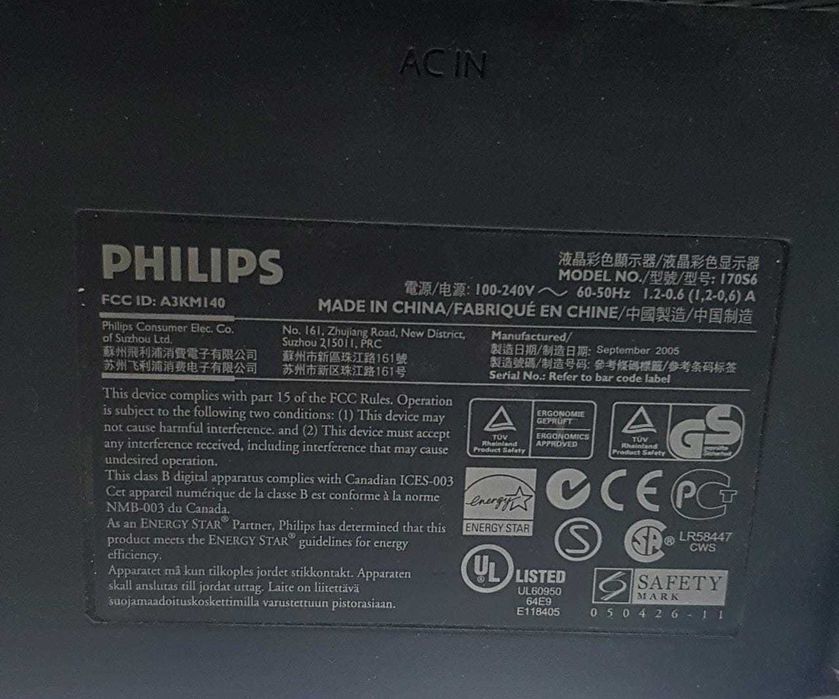 AC IN
PHILIPS
FCC ID: A3KM140
液晶彩色顯示器/液晶彩色显示器
MODEL NO./型號/型号: 170S6
電源/电源: 100-240V ～ 60-50Hz 1.2-0.6 (1,2-0,6) A
MADE IN CHINA/FABRIQUÉ EN CHINE/中國製造/中国制造
Philips Consumer Elec. Co.
of Suzhou Ltd.
蘇州飛利浦消費電子有限公司
苏州飞利浦消费电子有限公司
No. 161, Zhujiang Road, New District,
Suzhou 215011, PRC
蘇州市新區珠江路161號
苏州市新区珠江路161号
Manufactured/
製造日期/制造日期: September 2005
製造號碼/制造号码: 參考條碼標籤/参考条码标签
Serial No.: Refer to bar code label
This device complies with part 15 of the FCC Rules. Operation
is subject to the following two conditions: (1) This device may
not cause harmful interference. and (2) This device must accept
any interference received, including interference that may cause
undesired operation.
This class B digital apparatus complies with Canadian ICES-003
Cet appareil numérique de la classe B est conforme à la norme
NMB-003 du Canada.
As an ENERGY STAR® Partner, Philips has determined that this
product meets the ENERGY STAR® guidelines for energy
efficiency.
Apparatet må kun tilkoples jordet stikkontakt. Apparaten
skall anslutas till jordat uttag. Laite on liitettävä
suojamaadoituskoskettimilla varustettuun pistorasiaan.
TÜV
Rheinland
Product Safety
ERGONOMIE
GEPRÜFT
ERGONOMICS
APPROVED
TÜV
Rheinland
Product Safety
GS
geprüfte
Sicherheit
energy
ENERGY STAR
CE
PCT
S
SA ®
LR58447
CWS
UL
LISTED
UL60950
64E9
E118405
S
SAFETY
MARK
050426-11